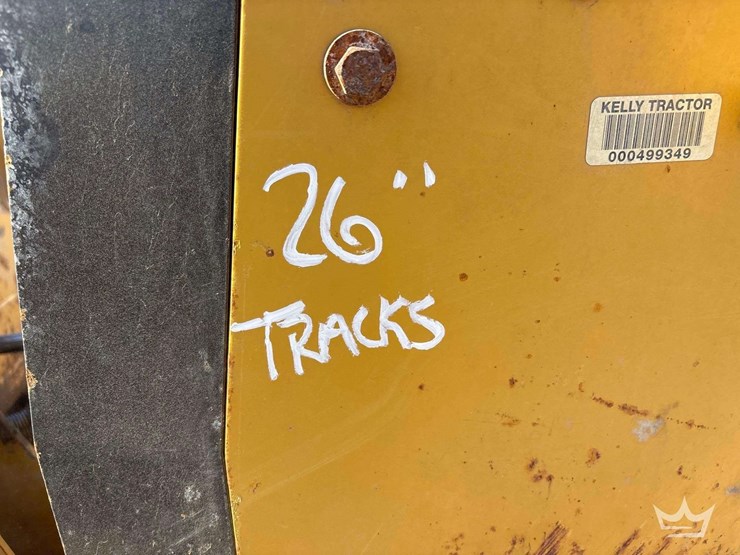 KELLY TRACTOR
000499349
26"
TRACKS